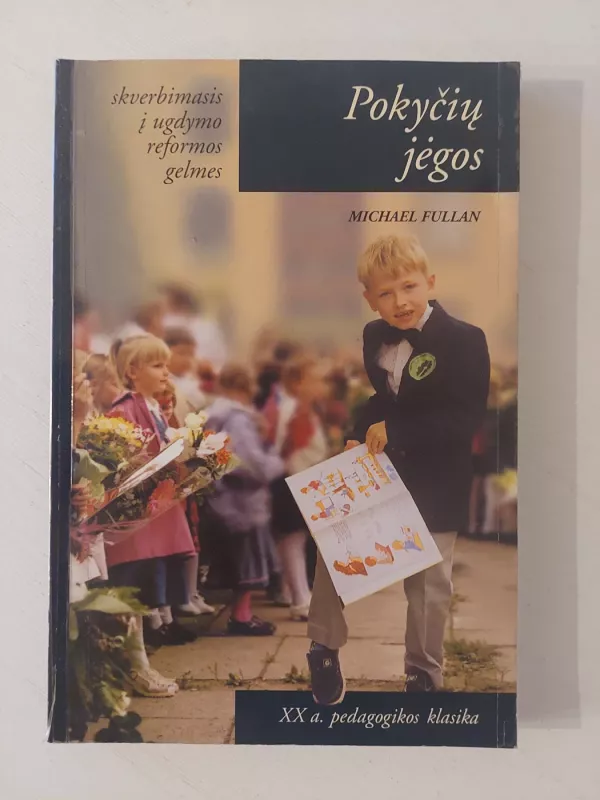 skverbimasis
į ugdymo
reformos
gelmes
Pokyčių
jėgos
MICHAEL FULLAN
XX a. pedagogikos klasika